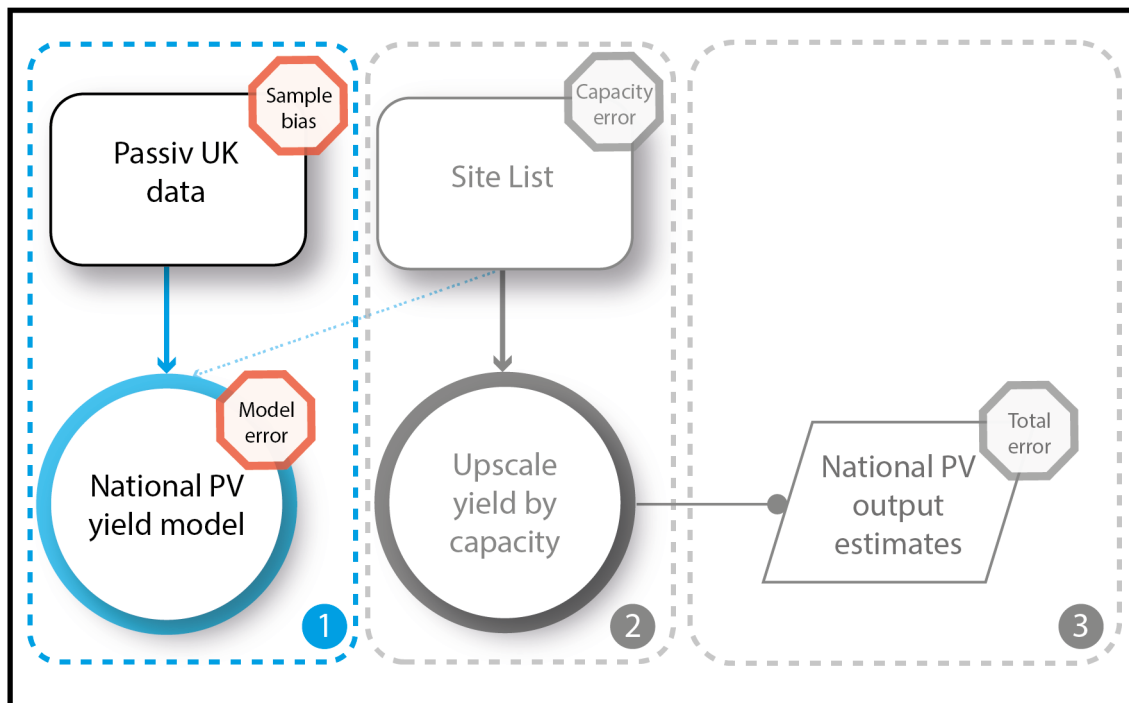 Sample
bias
Passiv UK
data
Model
error
National PV
yield model
1
Capacity
error
Site List
Upscale
yield by
capacity
2
Total
error
National PV
output
estimates
3